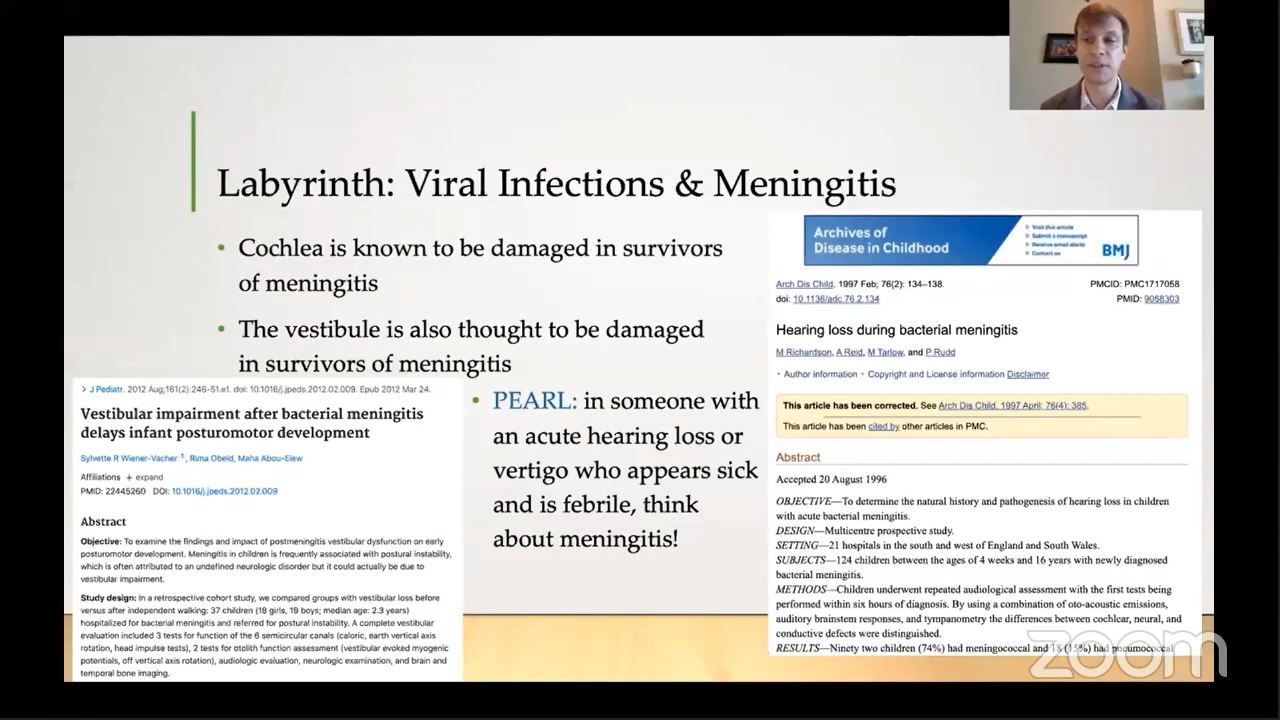 Labyrinth: Viral Infections & Meningitis
• Cochlea is known to be damaged in survivors
of meningitis
• The vestibule is also thought to be damaged
in survivors of meningitis
• PEARL: in someone with
an acute hearing loss or
vertigo who appears sick
and is febrile, think
about meningitis!
> J Pediatr. 2012 Aug;161(2):246-51.e1. doi: 10.1016/j.jpeds.2012.02.009. Epub 2012 Mar 24.
Vestibular impairment after bacterial meningitis
delays infant posturomotor development
Sylvette R Wiener-Vacher 1, Rima Obeid, Maha Abou-Elew
Affiliations + expand
PMID: 22445260 DOI: 10.1016/j.jpeds.2012.02.009
Abstract
Objective: To examine the findings and impact of postmeningitis vestibular dysfunction on early
posturomotor development. Meningitis in children is frequently associated with postural instability,
which is often attributed to an undefined neurologic disorder but it could actually be due to
vestibular impairment.
Study design: In a retrospective cohort study, we compared groups with vestibular loss before
versus after independent walking: 37 children (18 girls, 19 boys; median age: 2.3 years)
hospitalized for bacterial meningitis and referred for postural instability. A complete vestibular
evaluation included 3 tests for function of the 6 semicircular canals (caloric, earth vertical axis
rotation, head impulse tests), 2 tests for otolith function assessment (vestibular evoked myogenic
potentials, off vertical axis rotation), audiologic evaluation, neurologic examination, and brain and
temporal bone imaging.
Archives of
Disease in Childhood
Visit this article
Submit a manuscript
Receive email alerts
Contact us
BMJ
Arch Dis Child. 1997 Feb; 76(2): 134–138.
PMCID: PMC1717058
doi: 10.1136/adc.76.2.134
PMID: 9068303
Hearing loss during bacterial meningitis
M Richardson, A Reid, M Tarlow, and P Rudd
• Author information • Copyright and License information Disclaimer
This article has been corrected. See Arch Dis Child. 1997 April; 76(4): 385.
This article has been cited by other articles in PMC.
Abstract
Accepted 20 August 1996
OBJECTIVE—To determine the natural history and pathogenesis of hearing loss in children
with acute bacterial meningitis.
DESIGN—Multicentre prospective study.
SETTING—21 hospitals in the south and west of England and South Wales.
SUBJECTS—124 children between the ages of 4 weeks and 16 years with newly diagnosed
bacterial meningitis.
METHODS—Children underwent repeated audiological assessment with the first tests being
performed within six hours of diagnosis. By using a combination of oto-acoustic emissions,
auditory brainstem responses, and tympanometry the differences between cochlear, neural, and
conductive defects were distinguished.
RESULTS—Ninety two children (74%) had meningococcal and 18 (15%) had pneumococcal
zoom